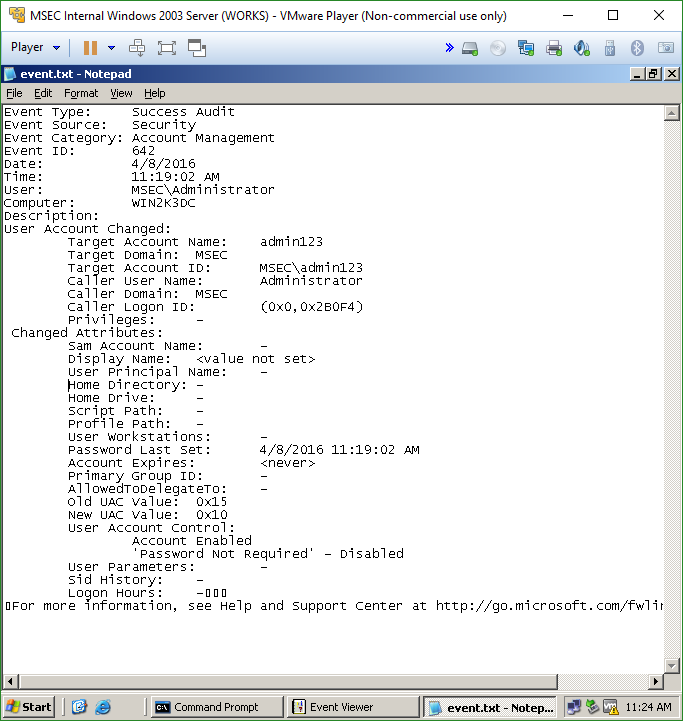 MSEC Internal Windows 2003 Server (WORKS) - VMware Player (Non-commercial use only)
Player
event.txt - Notepad
File Edit Format View Help
Event Type: Success Audit
Event Source: Security
Event Category: Account Management
Event ID: 642
Date: 4/8/2016
Time: 11:19:02 AM
User: MSEC\Administrator
Computer: WIN2K3DC
Description:
User Account Changed:
Target Account Name: admin123
Target Domain: MSEC
Target Account ID: MSEC\admin123
Caller User Name: Administrator
Caller Domain: MSEC
Caller Logon ID: (0x0,0x2B0F4)
Privileges: -
Changed Attributes:
Sam Account Name: -
Display Name: <value not set>
User Principal Name: -
Home Directory: -
Home Drive: -
Script Path: -
Profile Path: -
User Workstations: -
Password Last Set: 4/8/2016 11:19:02 AM
Account Expires: <never>
Primary Group ID: -
AllowedToDelegateTo: -
Old UAC Value: 0x15
New UAC Value: 0x10
User Account Control:
Account Enabled
'Password Not Required' - Disabled
User Parameters: -
Sid History: -
Logon Hours: -▯▯▯
▯For more information, see Help and Support Center at http://go.microsoft.com/fwlin
Start Command Prompt Event Viewer event.txt - Notep... 11:24 AM